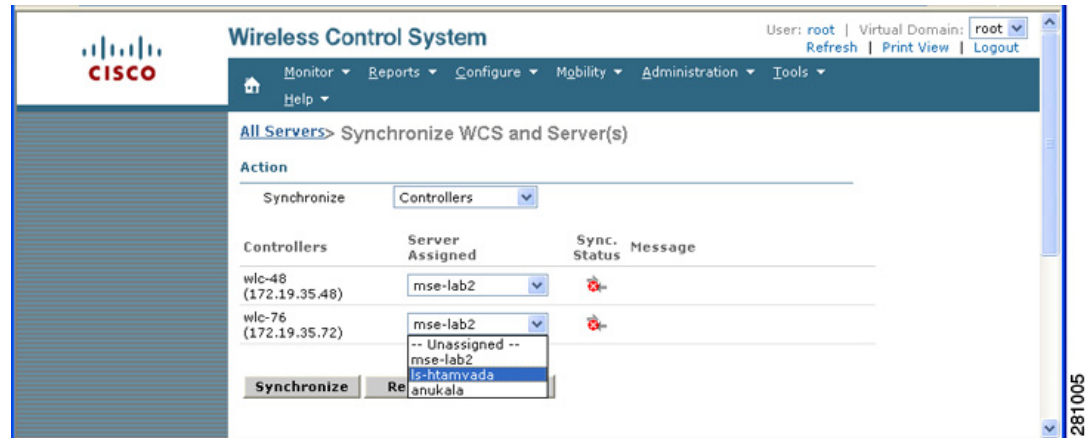 User: root | Virtual Domain: root
Refresh | Print View | Logout
CISCO
Wireless Control System
Monitor Reports Configure Mobility Administration Tools
Help
All Servers> Synchronize WCS and Server(s)
Action
Synchronize Controllers
Controllers Server Assigned Sync. Status Message
wlc-48
(172.19.35.48) mse-lab2
wlc-76
(172.19.35.72) mse-lab2
-- Unassigned --
mse-lab2
ls-htamvada
anukala
Synchronize Re
281005